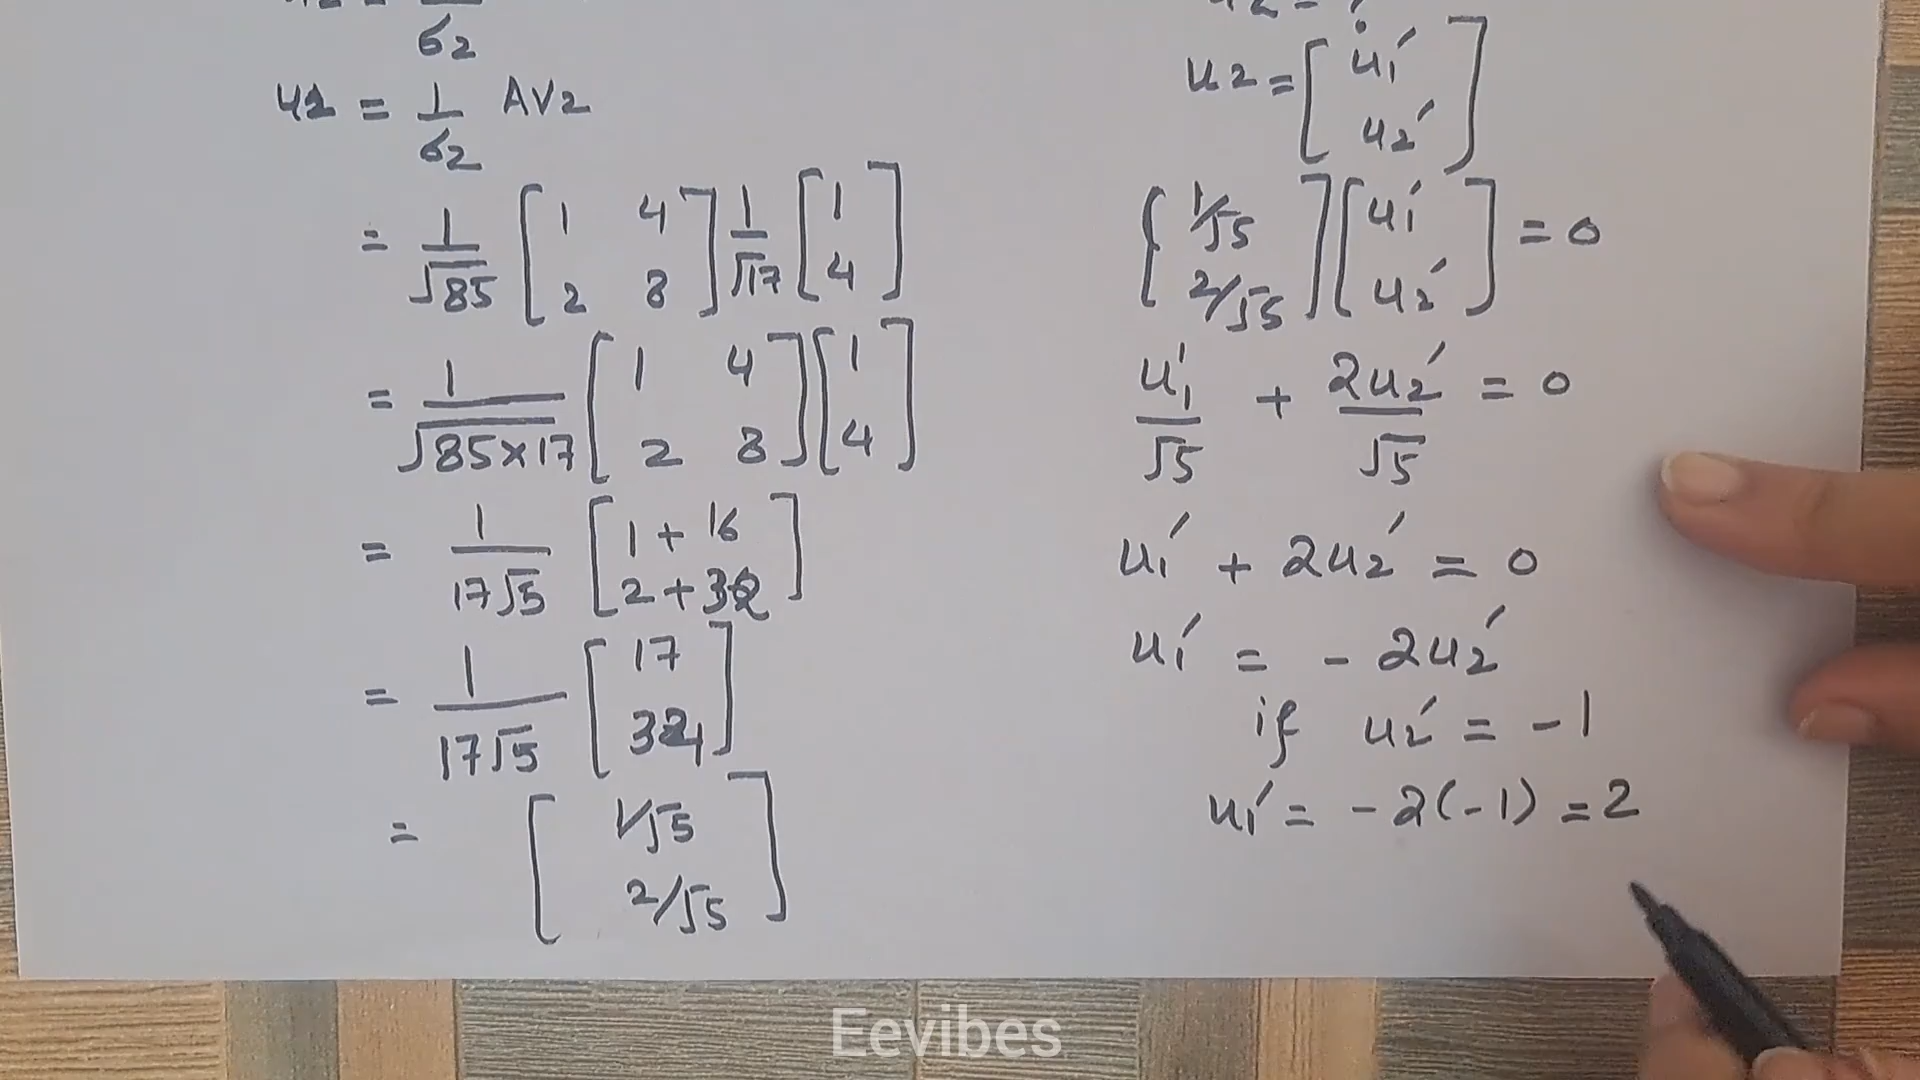 σ2
u1 = 1/σ2 AV2
= 1/√85 [1 4; 2 8] 1/√17 [1; 4]
= 1/√85×17 [1 4; 2 8] [1; 4]
= 1/17√5 [1 + 16; 2 + 32]
= 1/17√5 [17; 34]
= [1/√5; 2/√5]
u2 = [u1′; u2′]
[1/√5; 2/√5] [u1′; u2′] = 0
u1′/√5 + 2u2′/√5 = 0
u1′ + 2u2′ = 0
u1′ = - 2u2′
if u2′ = -1
u1′ = -2(-1) = 2
Eevibes